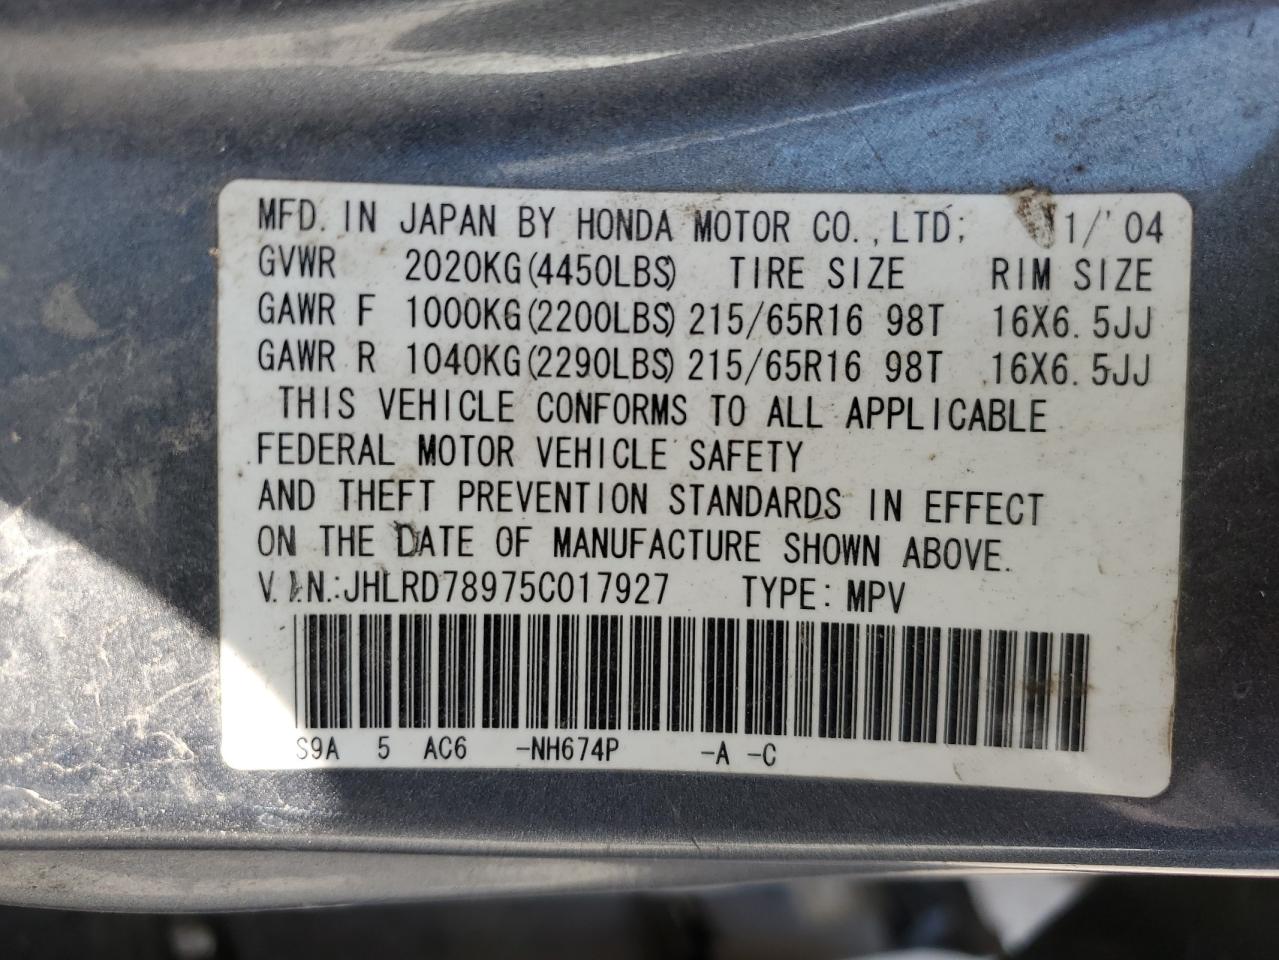 MFD. IN JAPAN BY HONDA MOTOR CO., LTD; 1/'04
GVWR 2020KG(4450LBS) TIRE SIZE RIM SIZE
GAWR F 1000KG(2200LBS) 215/65R16 98T 16X6.5JJ
GAWR R 1040KG(2290LBS) 215/65R16 98T 16X6.5JJ
THIS VEHICLE CONFORMS TO ALL APPLICABLE
FEDERAL MOTOR VEHICLE SAFETY
AND THEFT PREVENTION STANDARDS IN EFFECT
ON THE DATE OF MANUFACTURE SHOWN ABOVE.
V.I.N.:JHLRD78975C017927 TYPE: MPV
S9A 5 AC6 -NH674P -A -C